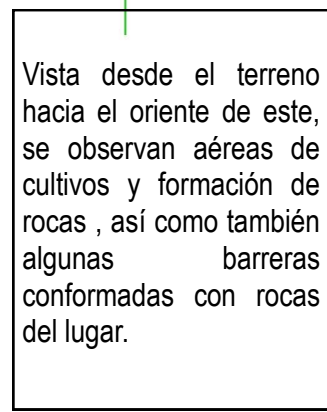 Vista desde el terreno
hacia el oriente de este,
se observan aéreas de
cultivos y formación de
rocas , así como también
algunas barreras
conformadas con rocas
del lugar.